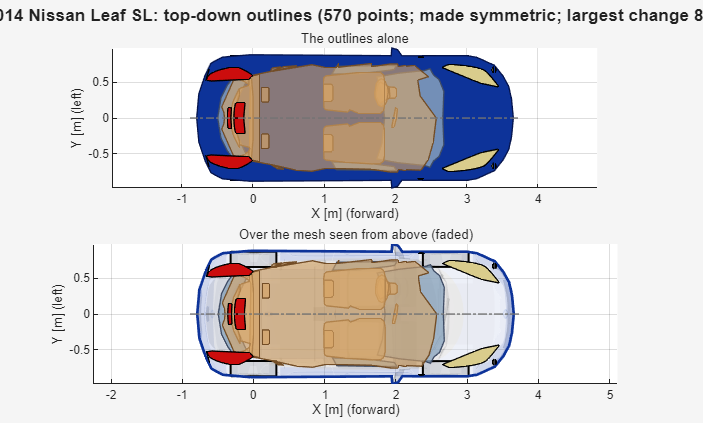 014 Nissan Leaf SL: top-down outlines (570 points; made symmetric; largest change 8
The outlines alone
0.5
0
-0.5
Y [m] (left)
-1 0 1 2 3 4
X [m] (forward)
Over the mesh seen from above (faded)
0.5
0
-0.5
Y [m] (left)
-2 -1 0 1 2 3 4 5
X [m] (forward)